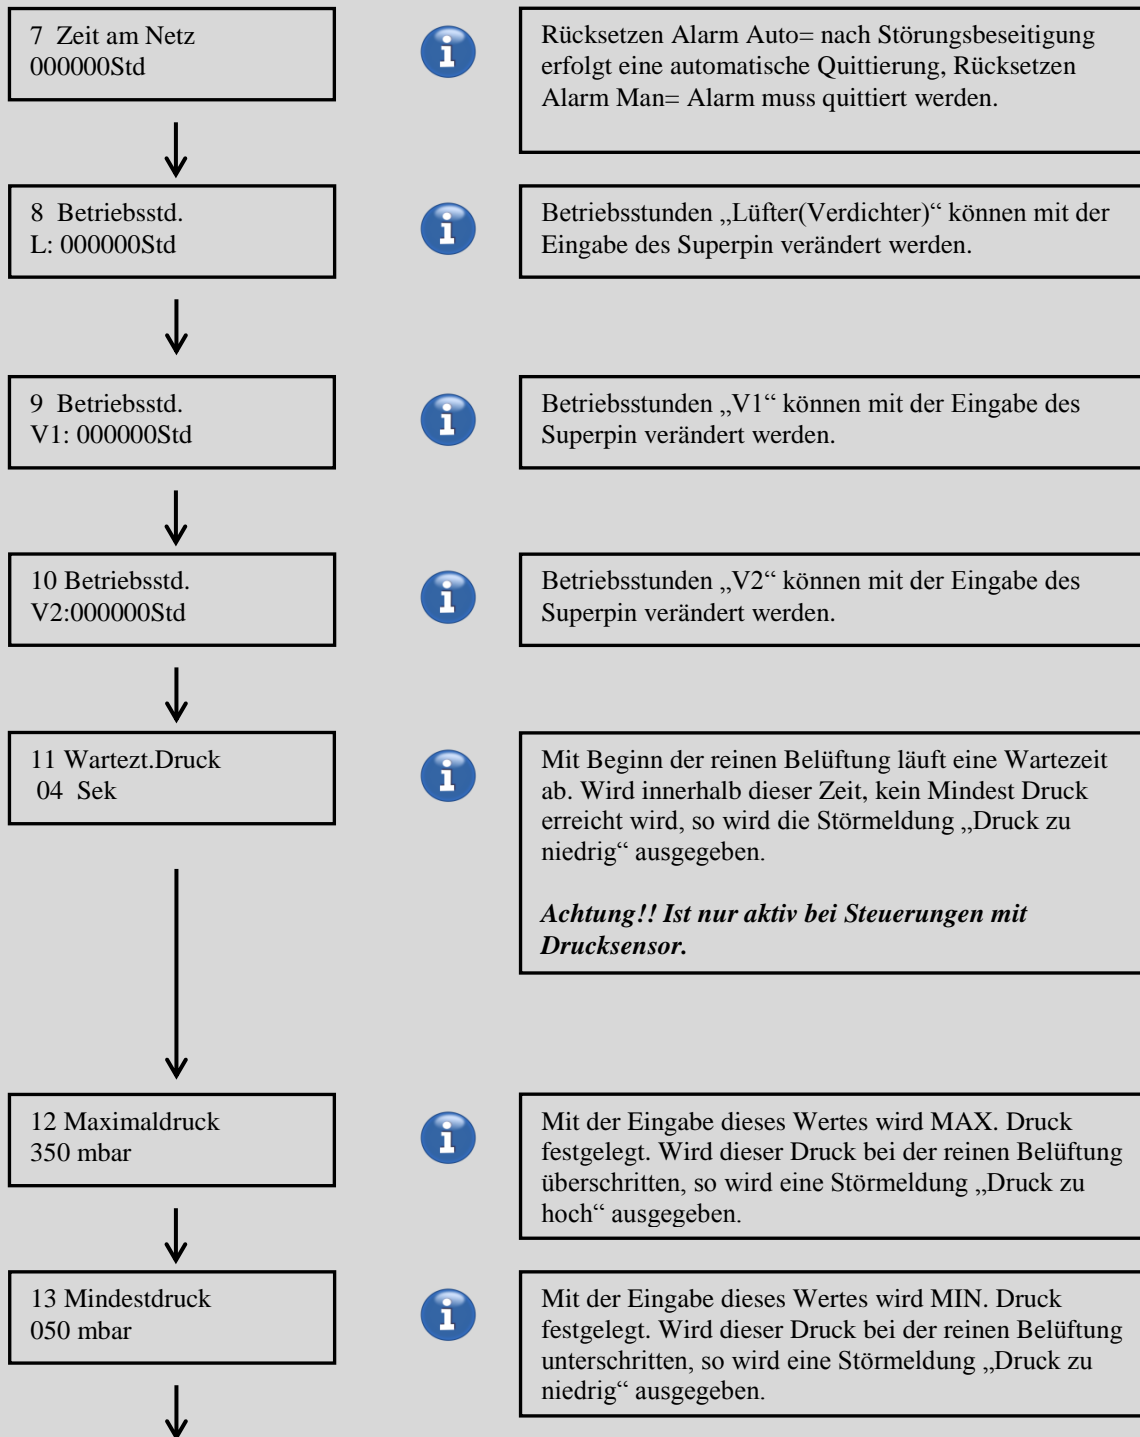 7 Zeit am Netz
000000Std
Rücksetzen Alarm Auto= nach Störungsbeseitigung
erfolgt eine automatische Quittierung, Rücksetzen
Alarm Man= Alarm muss quittiert werden.
8 Betriebsstd.
L: 000000Std
Betriebsstunden „Lüfter(Verdichter)“ können mit der
Eingabe des Superpin verändert werden.
9 Betriebsstd.
V1: 000000Std
Betriebsstunden „V1“ können mit der Eingabe des
Superpin verändert werden.
10 Betriebsstd.
V2:000000Std
Betriebsstunden „V2“ können mit der Eingabe des
Superpin verändert werden.
11 Wartezt.Druck
04 Sek
Mit Beginn der reinen Belüftung läuft eine Wartezeit
ab. Wird innerhalb dieser Zeit, kein Mindest Druck
erreicht wird, so wird die Störmeldung „Druck zu
niedrig“ ausgegeben.
Achtung!! Ist nur aktiv bei Steuerungen mit
Drucksensor.
12 Maximaldruck
350 mbar
Mit der Eingabe dieses Wertes wird MAX. Druck
festgelegt. Wird dieser Druck bei der reinen Belüftung
überschritten, so wird eine Störmeldung „Druck zu
hoch“ ausgegeben.
13 Mindestdruck
050 mbar
Mit der Eingabe dieses Wertes wird MIN. Druck
festgelegt. Wird dieser Druck bei der reinen Belüftung
unterschritten, so wird eine Störmeldung „Druck zu
niedrig“ ausgegeben.